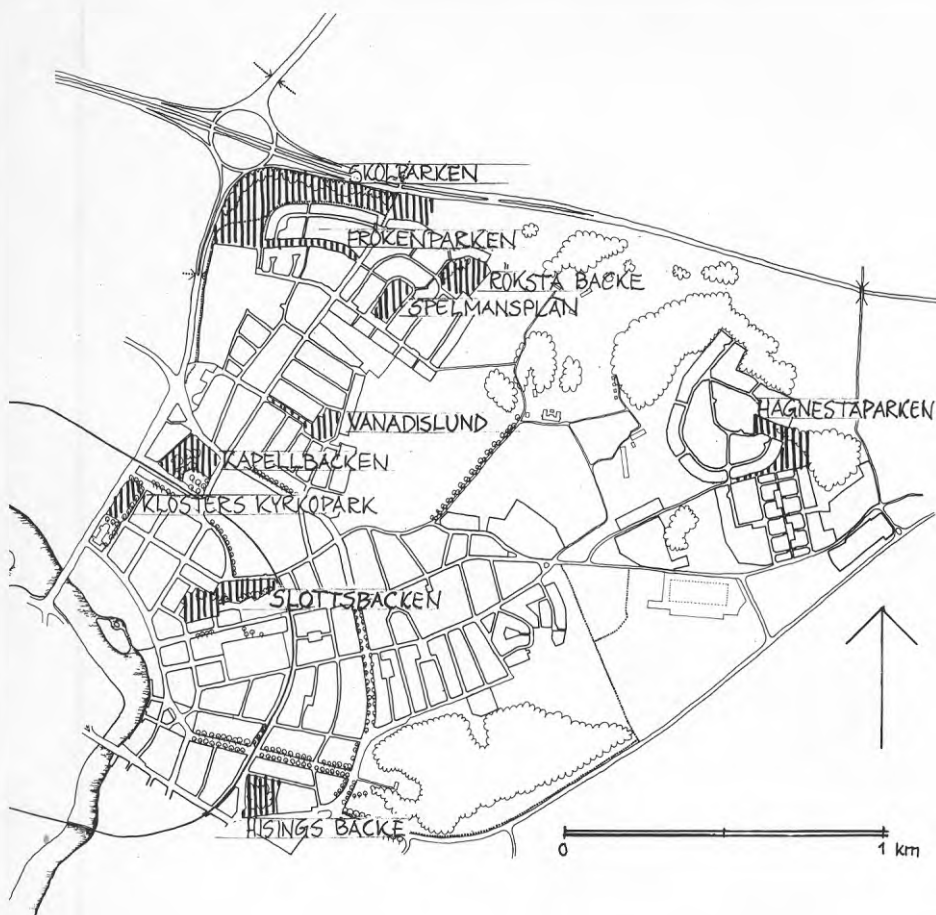 SKOLPARKEN
FRÖKENPARKEN
RÖKSTA BACKE
SPELMANSPLAN
HAGNESTAPARKEN
VANADISLUND
KAPELLBACKEN
KLOSTERS KYRKOPARK
SLOTTSBACKEN
HISINGS BACKE
0 1 km